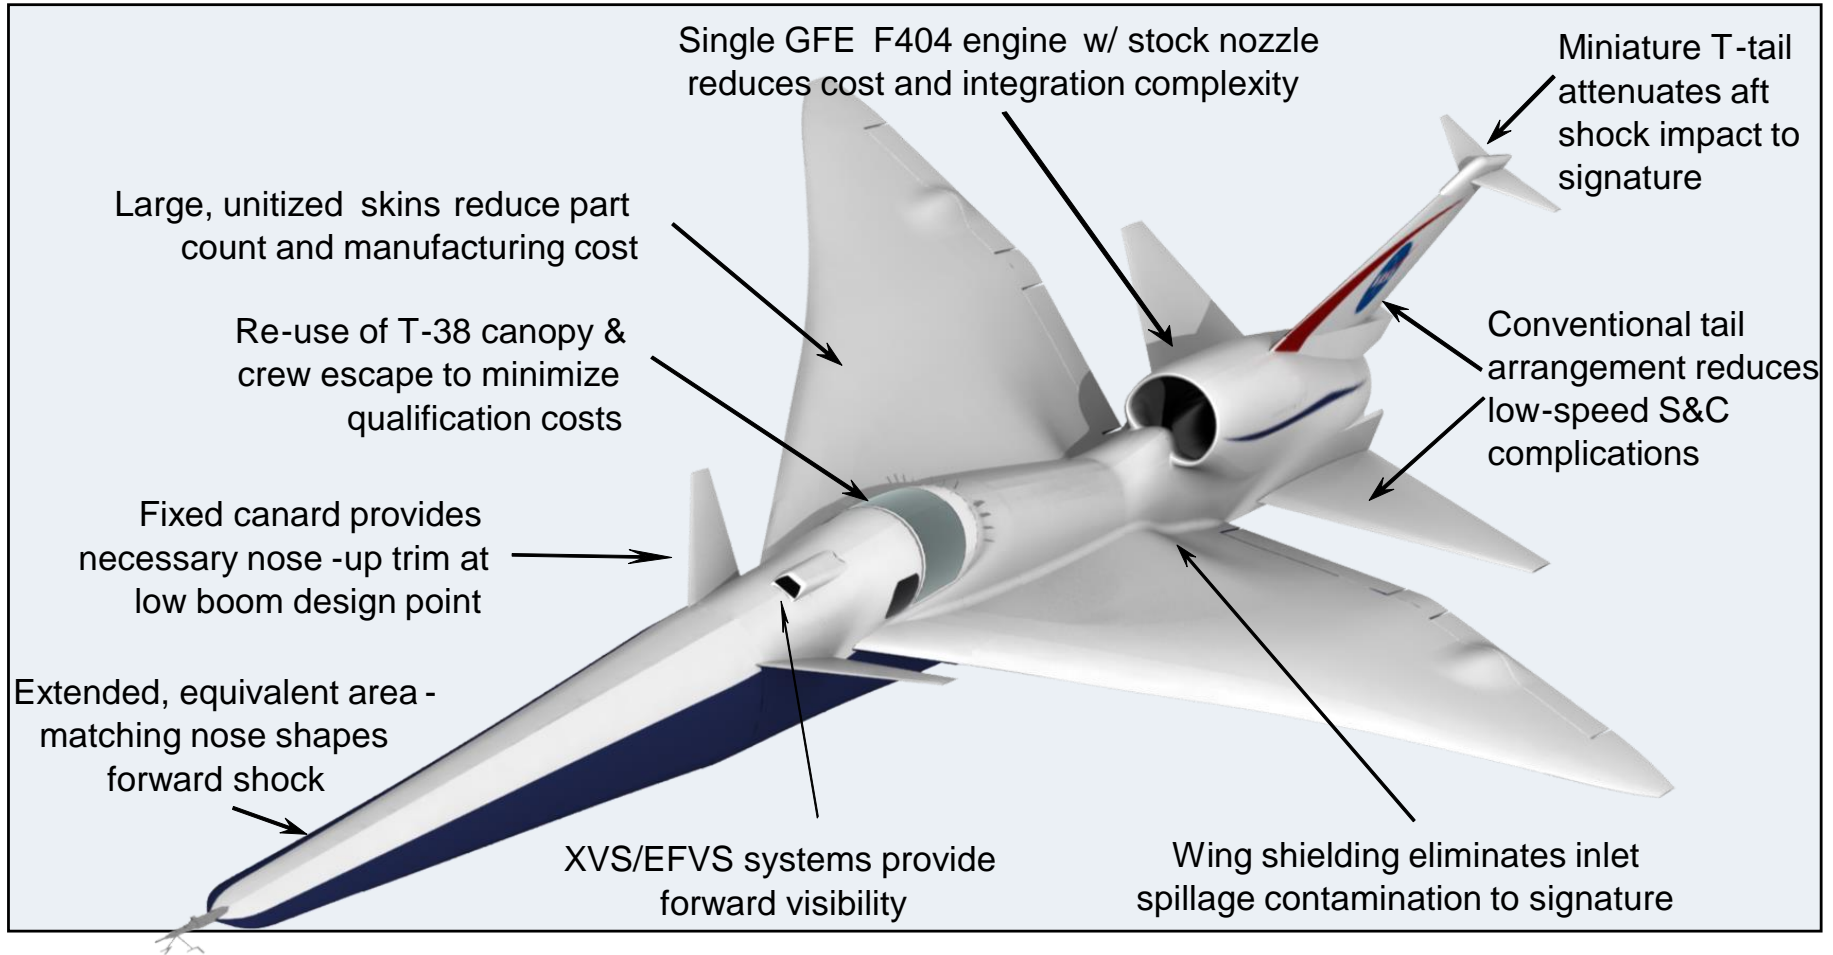 Single GFE F404 engine w/ stock nozzle
reduces cost and integration complexity
Miniature T-tail
attenuates aft
shock impact to
signature
Large, unitized skins reduce part
count and manufacturing cost
Re-use of T-38 canopy &
crew escape to minimize
qualification costs
Conventional tail
arrangement reduces
low-speed S&C
complications
Fixed canard provides
necessary nose -up trim at
low boom design point
Extended, equivalent area -
matching nose shapes
forward shock
XVS/EFVS systems provide
forward visibility
Wing shielding eliminates inlet
spillage contamination to signature